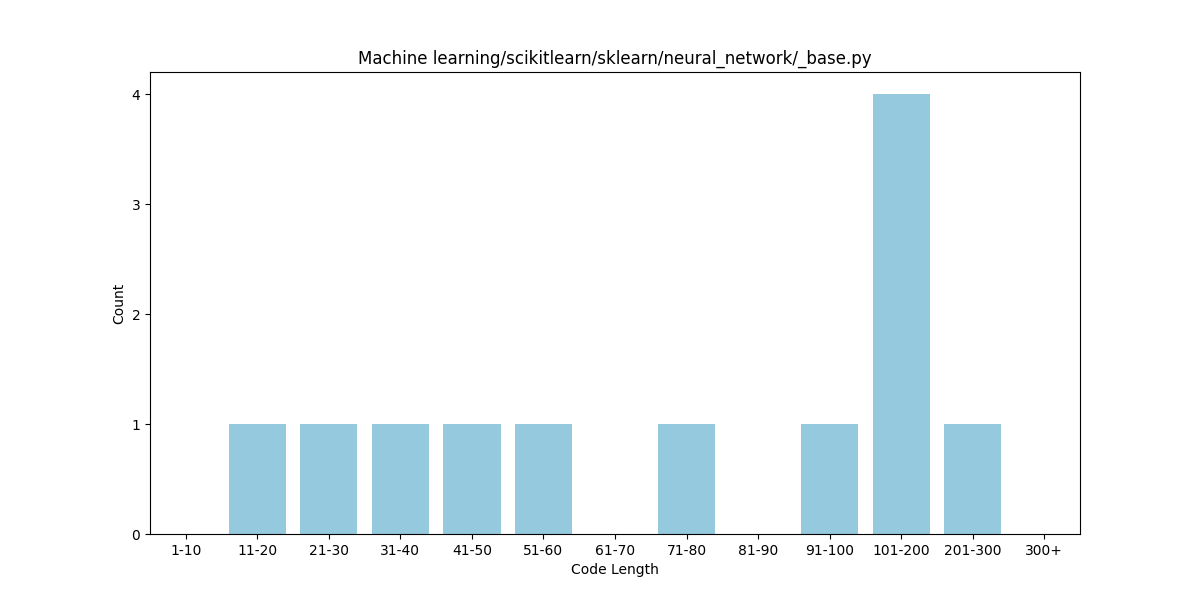 Machine learning/scikitlearn/sklearn/neural_network/_base.py
Count
4
3
2
1
0
1-10 11-20 21-30 31-40 41-50 51-60 61-70 71-80 81-90 91-100 101-200 201-300 300+
Code Length